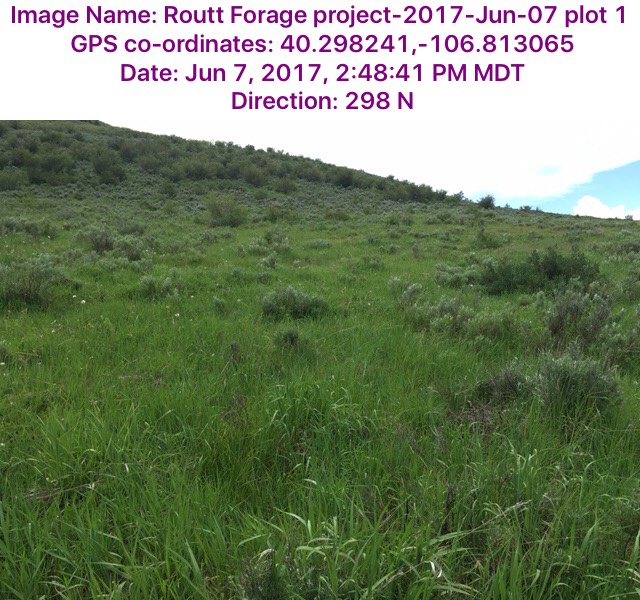 Image Name: Routt Forage project-2017-Jun-07 plot 1
GPS co-ordinates: 40.298241,-106.813065
Date: Jun 7, 2017, 2:48:41 PM MDT
Direction: 298 N